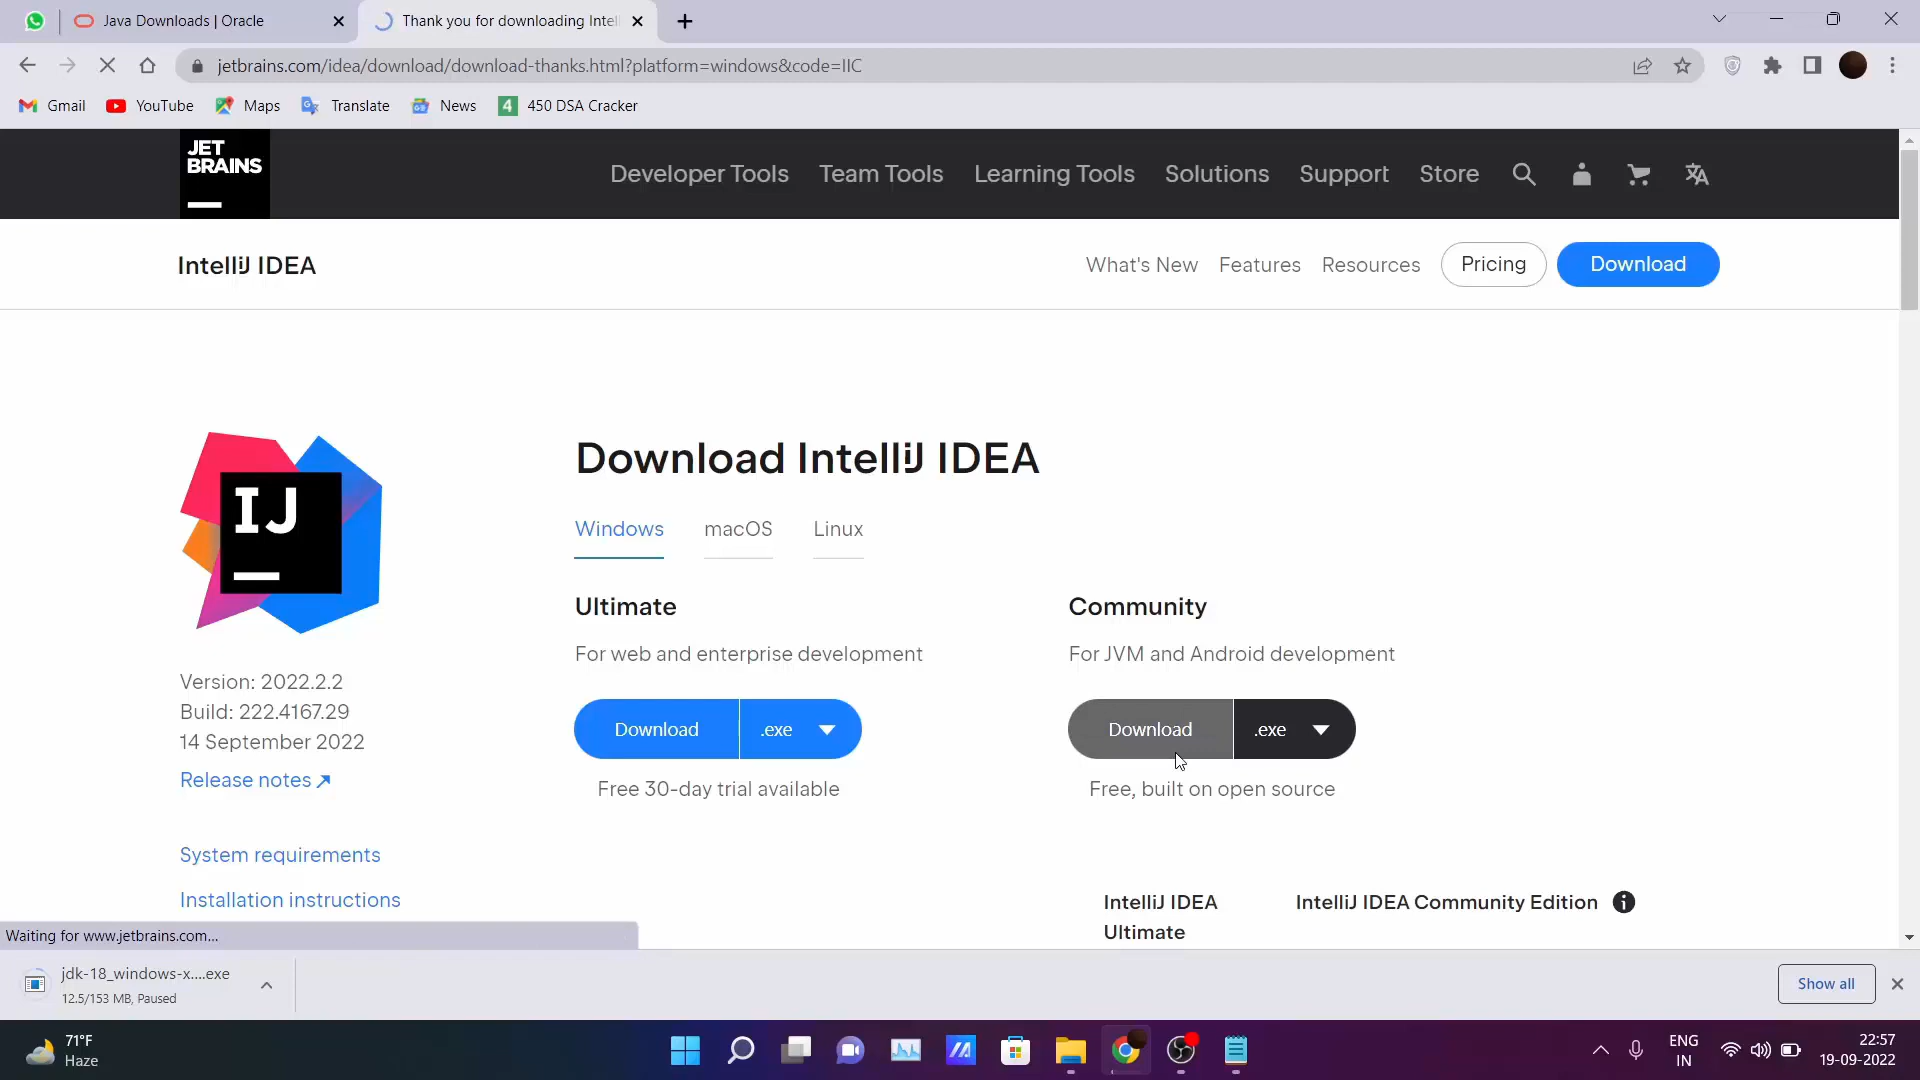 Java Downloads | Oracle
Thank you for downloading Intel
jetbrains.com/idea/download/download-thanks.html?platform=windows&code=IIC
Gmail
YouTube
Maps
Translate
News
4
450 DSA Cracker
JET
BRAINS
Developer Tools
Team Tools
Learning Tools
Solutions
Support
Store
IntelliJ IDEA
What's New
Features
Resources
Pricing
Download
IJ
Download IntelliJ IDEA
Windows
macOS
Linux
Ultimate
Community
For web and enterprise development
For JVM and Android development
Download
.exe
Download
.exe
Free 30-day trial available
Free, built on open source
Version: 2022.2.2
Build: 222.4167.29
14 September 2022
Release notes ↗
System requirements
Installation instructions
IntelliJ IDEA
Ultimate
IntelliJ IDEA Community Edition
Waiting for www.jetbrains.com...
jdk-18_windows-x....exe
12.5/153 MB, Paused
Show all
71°F
Haze
ENG
IN
22:57
19-09-2022